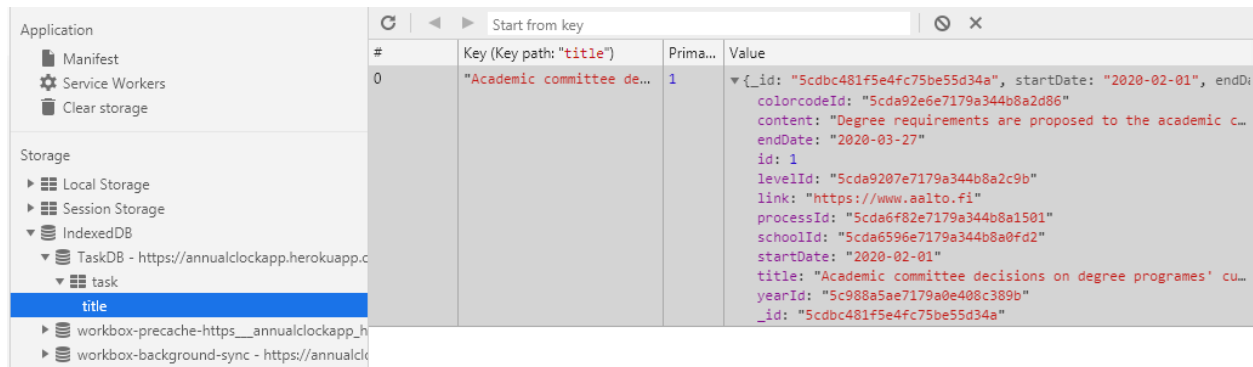 Application
Manifest
Service Workers
Clear storage
Storage
Local Storage
Session Storage
IndexedDB
TaskDB - https://annualclockapp.herokuapp.c
task
title
workbox-precache-https___annualclockapp_h
workbox-background-sync - https://annualclo
Start from key
# Key (Key path: "title") Prima... Value
0 "Academic committee de... 1 {_id: "5cdbc481f5e4fc75be55d34a", startDate: "2020-02-01", endDa
colorcodeId: "5cda92e6e7179a344b8a2d86"
content: "Degree requirements are proposed to the academic c...
endDate: "2020-03-27"
id: 1
levelId: "5cda9207e7179a344b8a2c9b"
link: "https://www.aalto.fi"
processId: "5cda6f82e7179a344b8a1501"
schoolId: "5cda6596e7179a344b8a0fd2"
startDate: "2020-02-01"
title: "Academic committee decisions on degree programes' cu...
yearId: "5c988a5ae7179a0e408c389b"
_id: "5cdbc481f5e4fc75be55d34a"